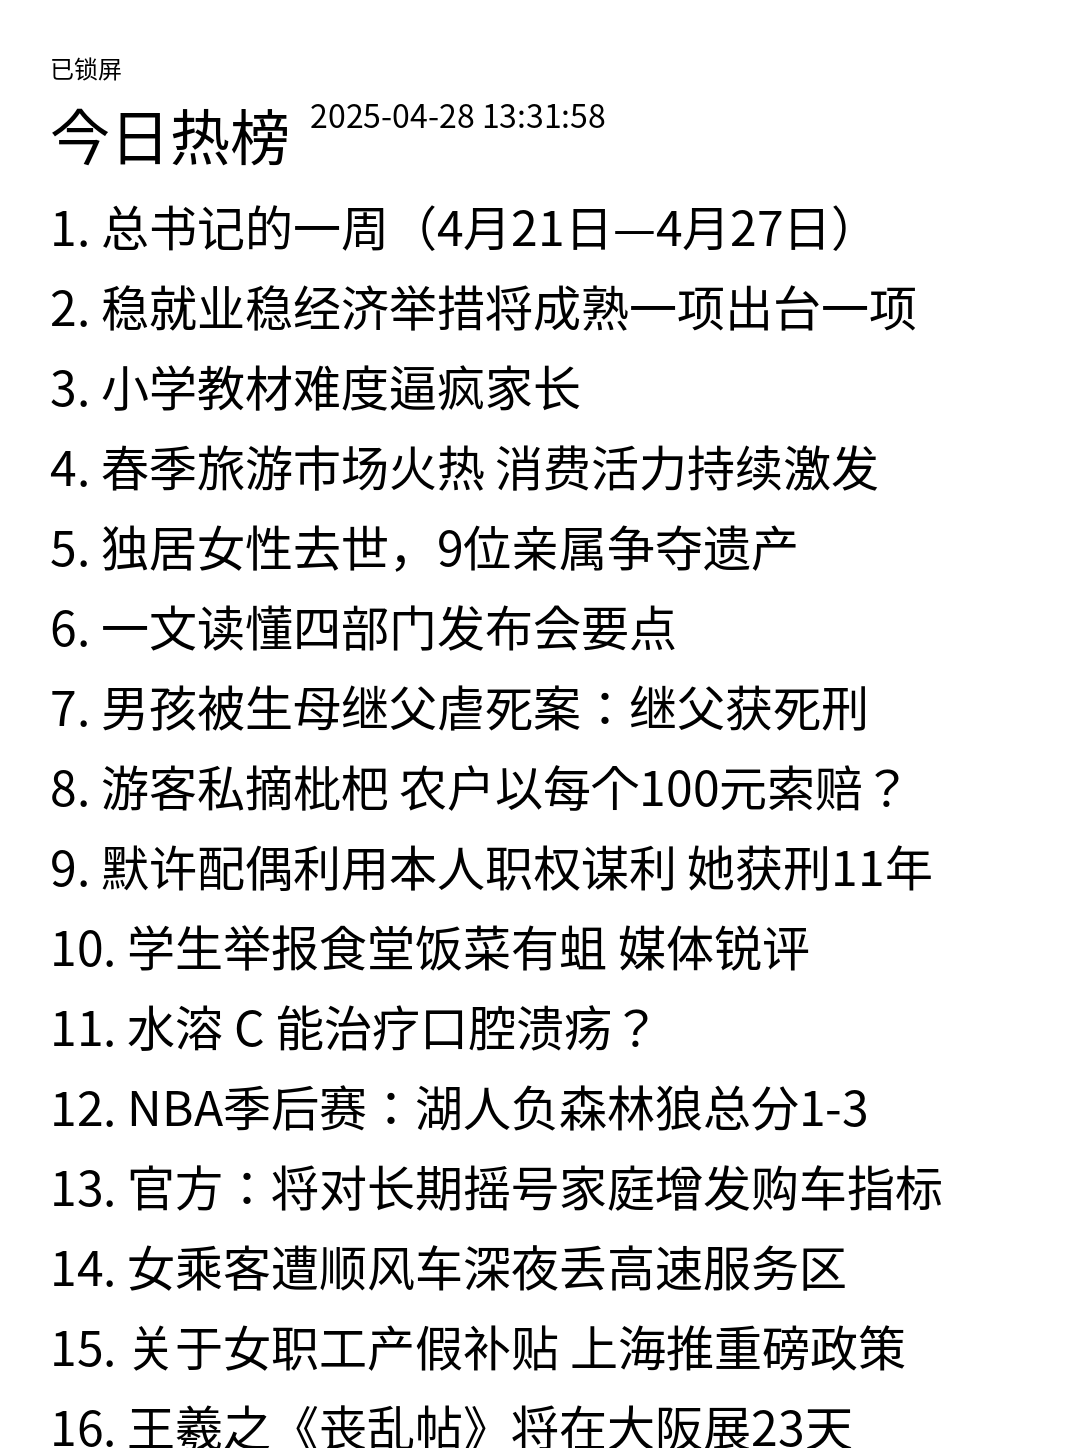 已锁屏
今日热榜 2025-04-28 13:31:58
1. 总书记的一周（4月21日—4月27日）
2. 稳就业稳经济举措将成熟一项出台一项
3. 小学教材难度逼疯家长
4. 春季旅游市场火热 消费活力持续激发
5. 独居女性去世，9位亲属争夺遗产
6. 一文读懂四部门发布会要点
7. 男孩被生母继父虐死案：继父获死刑
8. 游客私摘枇杷 农户以每个100元索赔？
9. 默许配偶利用本人职权谋利 她获刑11年
10. 学生举报食堂饭菜有蛆 媒体锐评
11. 水溶 C 能治疗口腔溃疡？
12. NBA季后赛：湖人负森林狼总分1-3
13. 官方：将对长期摇号家庭增发购车指标
14. 女乘客遭顺风车深夜丢高速服务区
15. 关于女职工产假补贴 上海推重磅政策
16. 王羲之《丧乱帖》将在大阪展23天